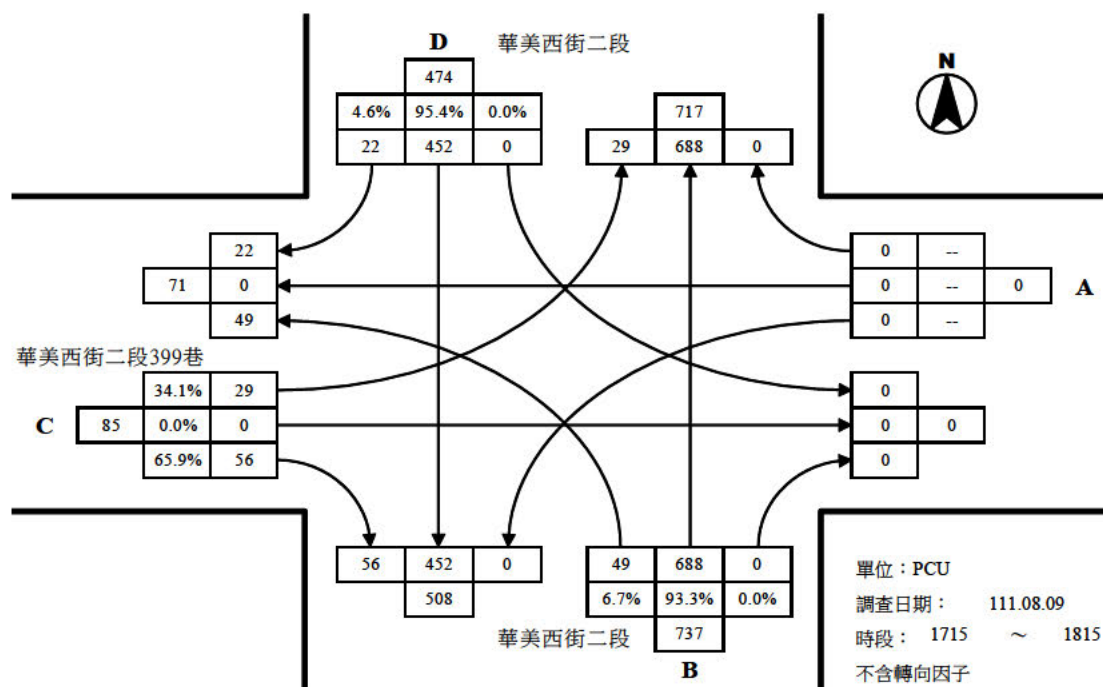 D 華美西街二段
N
474
4.6% 95.4% 0.0%
22 452 0
717
29 688 0
22
71 0
49
0 --
0 -- 0
0 --
A
華美西街二段399巷
34.1% 29
C 85 0.0% 0
65.9% 56
0
0 0
0
56 452 0
508
49 688 0
6.7% 93.3% 0.0%
737
華美西街二段
B
單位：PCU
調查日期： 111.08.09
時段： 1715 ～ 1815
不含轉向因子